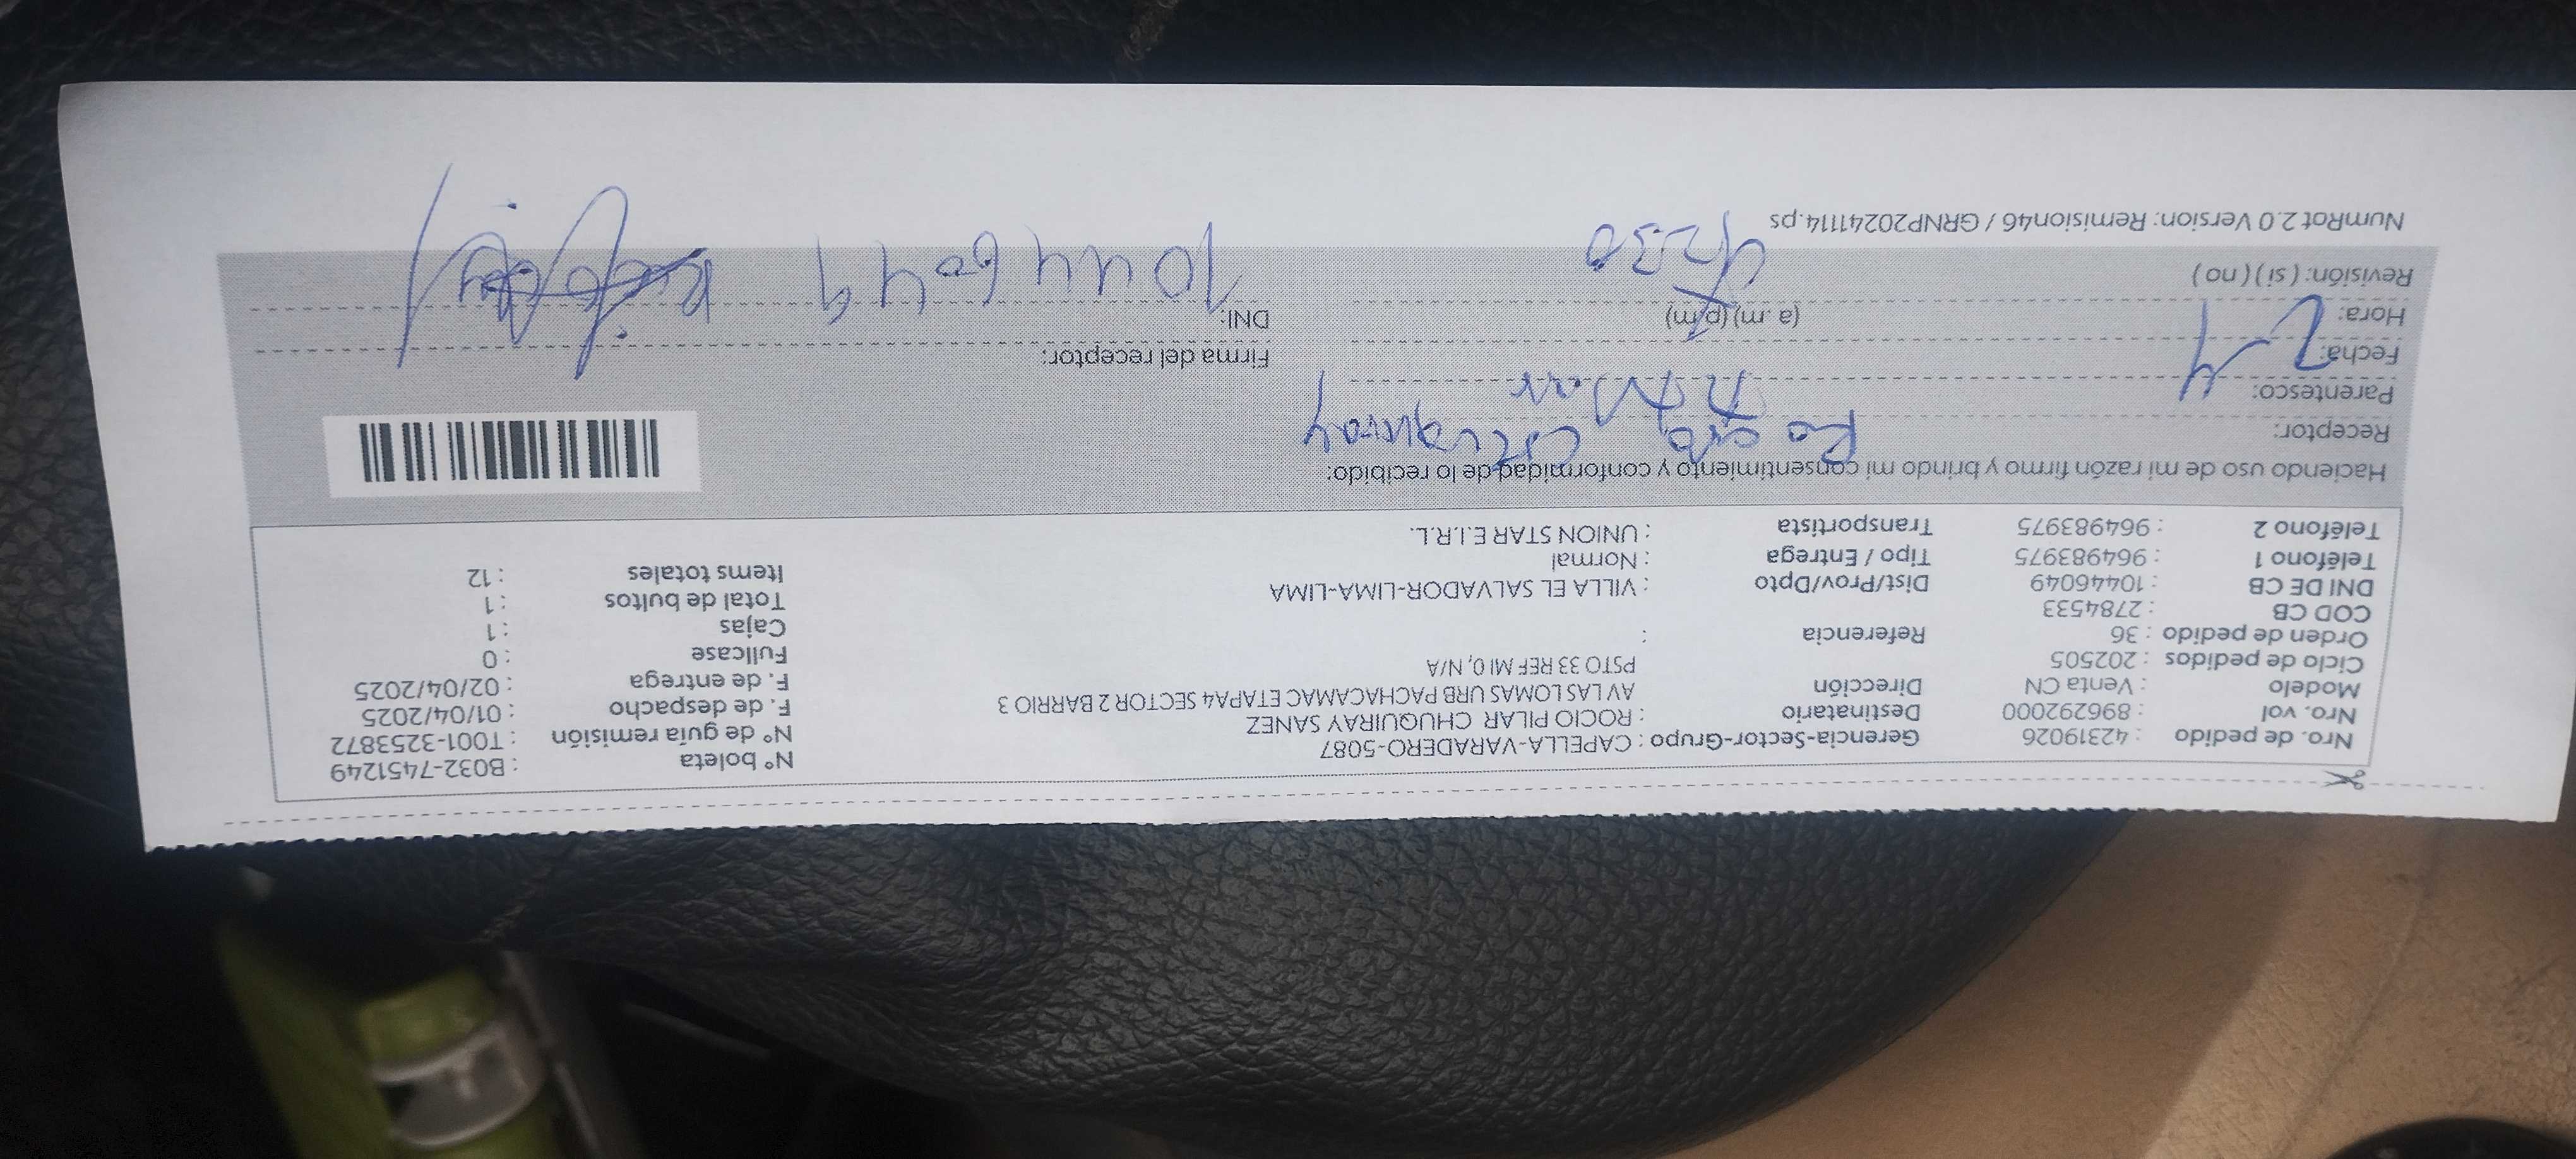 Nro. de pedido : 42319026 Gerencia-Sector-Grupo : CAPELLA-VARADERO-5087 N° boleta : B032-7451249
Nro. vol : 896292000 Destinatario : ROCIO PILAR CHUQUIRAY SANEZ N° de guía remisión : T001-3253872
Modelo : Venta CN Dirección AV LAS LOMAS URB PACHACAMAC ETAPA4 SECTOR 2 BARRIO 3 F. de despacho : 01/04/2025
Ciclo de pedidos : 202505 PSTO 33 REF MI 0, N/A F. de entrega : 02/04/2025
Orden de pedido : 36 Referencia : Fullcase : 0
COD CB : 2784533 Cajas : 1
DNI DE CB : 10446049 Dist/Prov/Dpto : VILLA EL SALVADOR-LIMA-LIMA Total de bultos : 1
Teléfono 1 : 964983975 Tipo / Entrega : Normal Items totales : 12
Teléfono 2 : 964983975 Transportista : UNION STAR E.I.R.L.
Haciendo uso de mi razón firmo y brindo mi consentimiento y conformidad de lo recibido:
Receptor: Rocio Chuquiray
Parentesco:
Fecha: 2-4 Firma del receptor:
Hora: (a. m) (p. m) DNI: 10446049
Revisión: ( si ) ( no )
NumRot 2.0 Version: Remision46 / GRNP20241114.ps